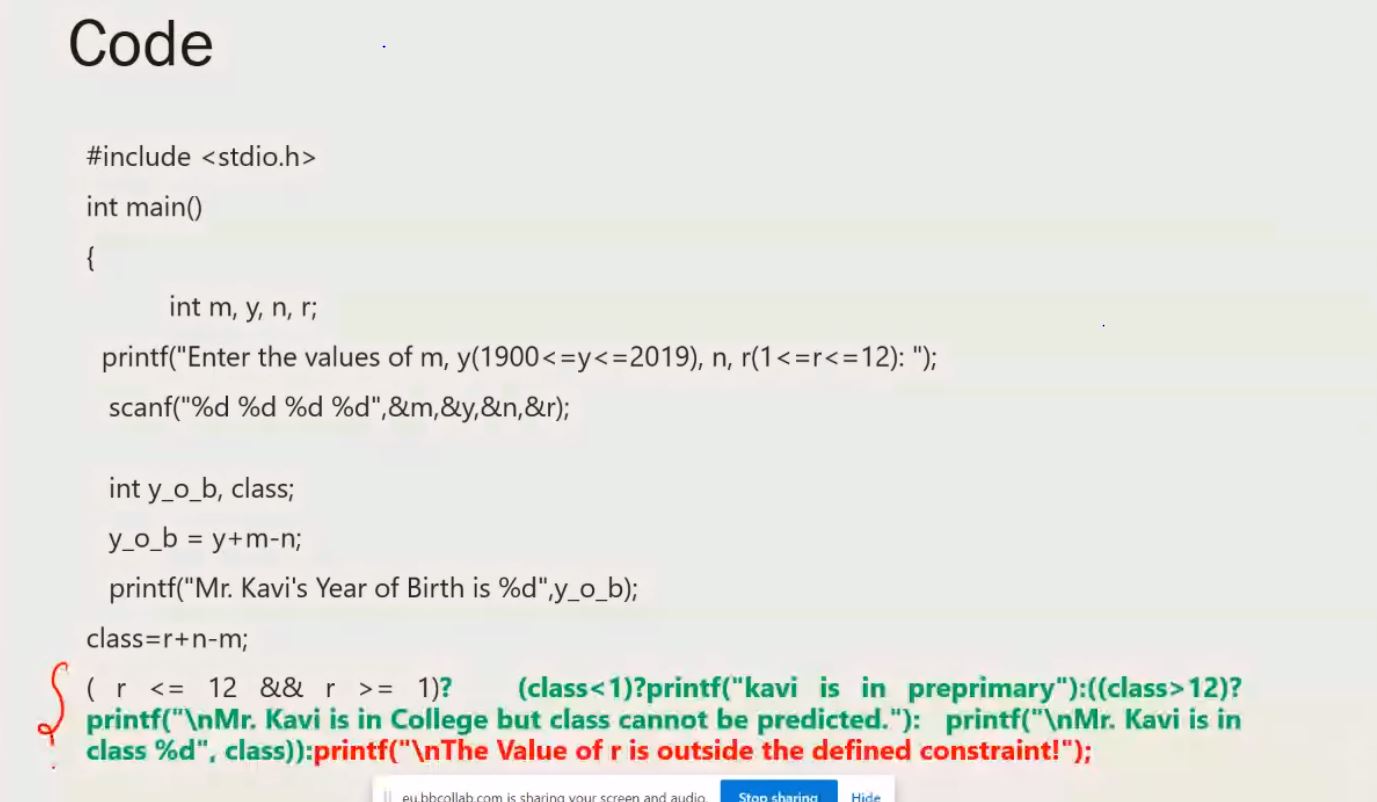 Code
#include <stdio.h>
int main()
{
int m, y, n, r;
printf("Enter the values of m, y(1900<=y<=2019), n, r(1<=r<=12): ");
scanf("%d %d %d %d",&m,&y,&n,&r);
int y_o_b, class;
y_o_b = y+m-n;
printf("Mr. Kavi's Year of Birth is %d",y_o_b);
class=r+n-m;
( r <= 12 && r >= 1)? (class<1)?printf("kavi is in preprimary"):((class>12)?
printf("\nMr. Kavi is in College but class cannot be predicted."): printf("\nMr. Kavi is in
class %d", class)):printf("\nThe Value of r is outside the defined constraint!");
eu.bbcollab.com is sharing your screen and audio. Stop sharing Hide